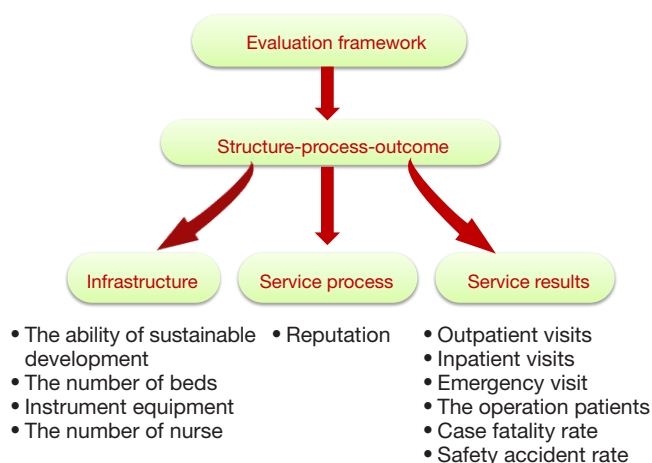 Evaluation framework
Structure-process-outcome
Infrastructure
Service process
Service results
• The ability of sustainable
development
• The number of beds
• Instrument equipment
• The number of nurse
• Reputation
• Outpatient visits
• Inpatient visits
• Emergency visit
• The operation patients
• Case fatality rate
• Safety accident rate